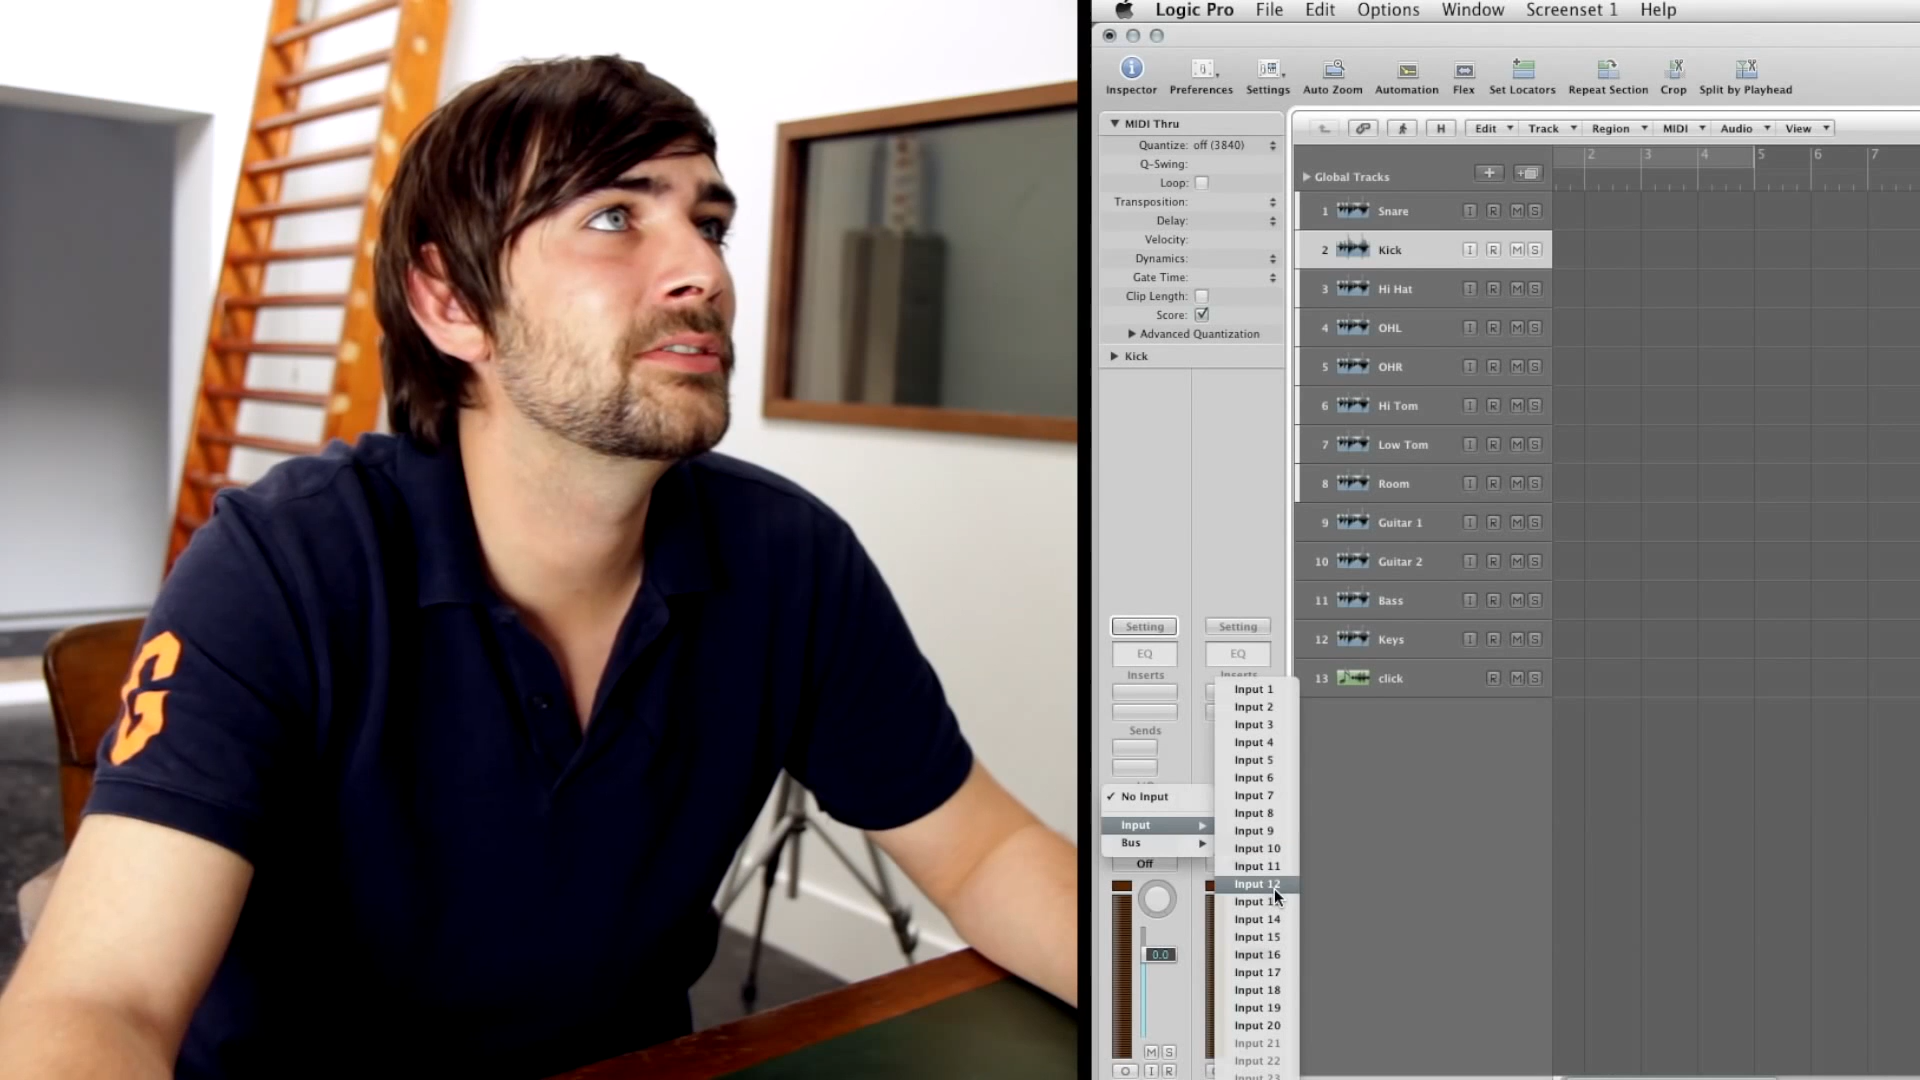 G
Logic Pro File Edit Options Window Screenset 1 Help
Inspector Preferences Settings Auto Zoom Automation Flex Set Locators Repeat Section Crop Split by Playhead
MIDI Thru
H Edit Track Region MIDI Audio View
Quantize: off (3840)
Q-Swing:
Loop:
Transposition:
Delay:
Velocity:
Dynamics:
Gate Time:
Clip Length:
Score:
Advanced Quantization
Kick
2 3 4 5 6 7
Global Tracks
1 Snare I R M S
2 Kick I R M S
3 Hi Hat I R M S
4 OHL I R M S
5 OHR I R M S
6 Hi Tom I R M S
7 Low Tom I R M S
8 Room I R M S
9 Guitar 1 I R M S
10 Guitar 2 I R M S
11 Bass I R M S
12 Keys I R M S
13 click R M S
Setting Setting
EQ EQ
Inserts Inserts
Sends
No Input
Input
Bus
Off
0.0
M S
O I R
Input 1
Input 2
Input 3
Input 4
Input 5
Input 6
Input 7
Input 8
Input 9
Input 10
Input 11
Input 12
Input
Input 14
Input 15
Input 16
Input 17
Input 18
Input 19
Input 20
Input 21
Input 22
Input 23